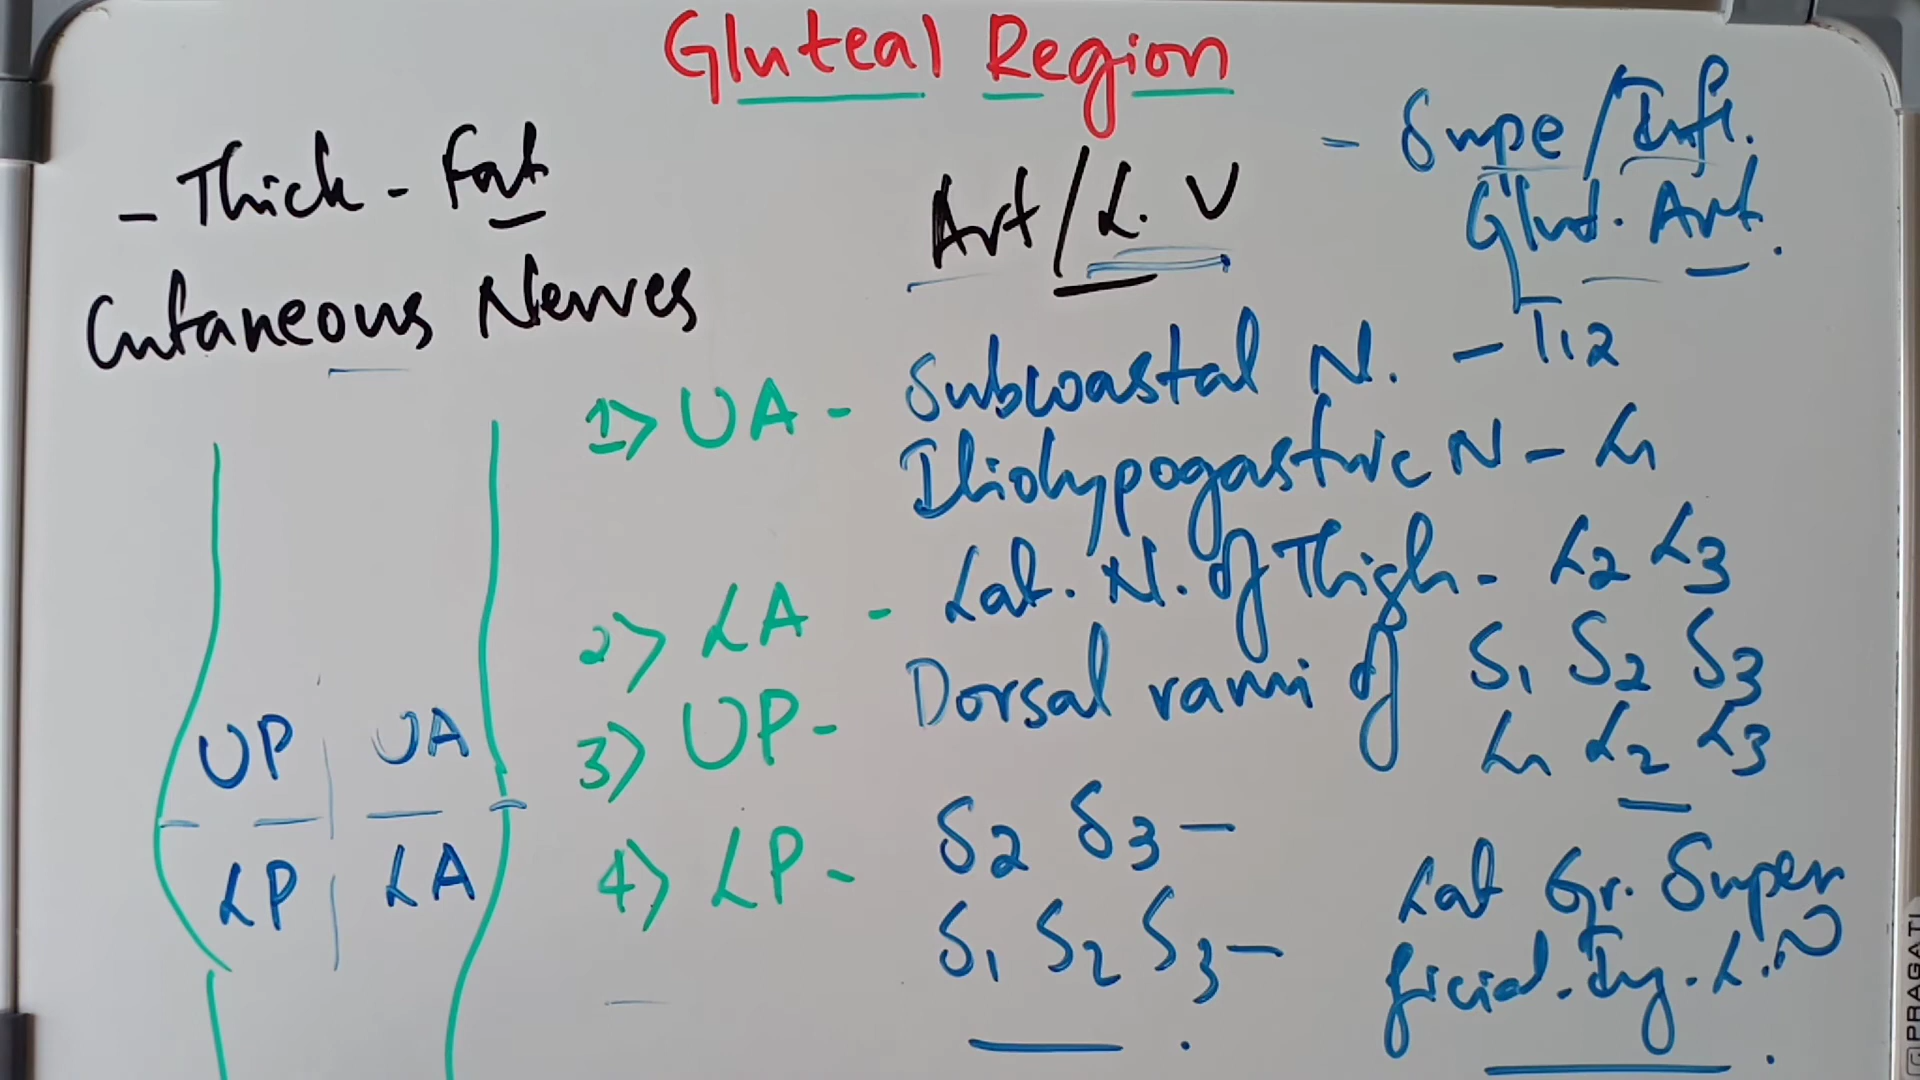 Gluteal Region
- Thick - Fat
Cutaneous Nerves
Art/L.V
- Supe/Infr.
Glut. Art.
1) UA - Subcoastal N. - T12
Iliohypogastric N - L1
2) LA - Lat. N. of Thigh - L2 L3
3) UP - Dorsal rami of S1 S2 S3
L1 L2 L3
4) LP - S2 S3 -
S1 S2 S3 -
Lat Gr. Super
ficial. Ing. L.N.
UP UA
LP LA
PRAGATI